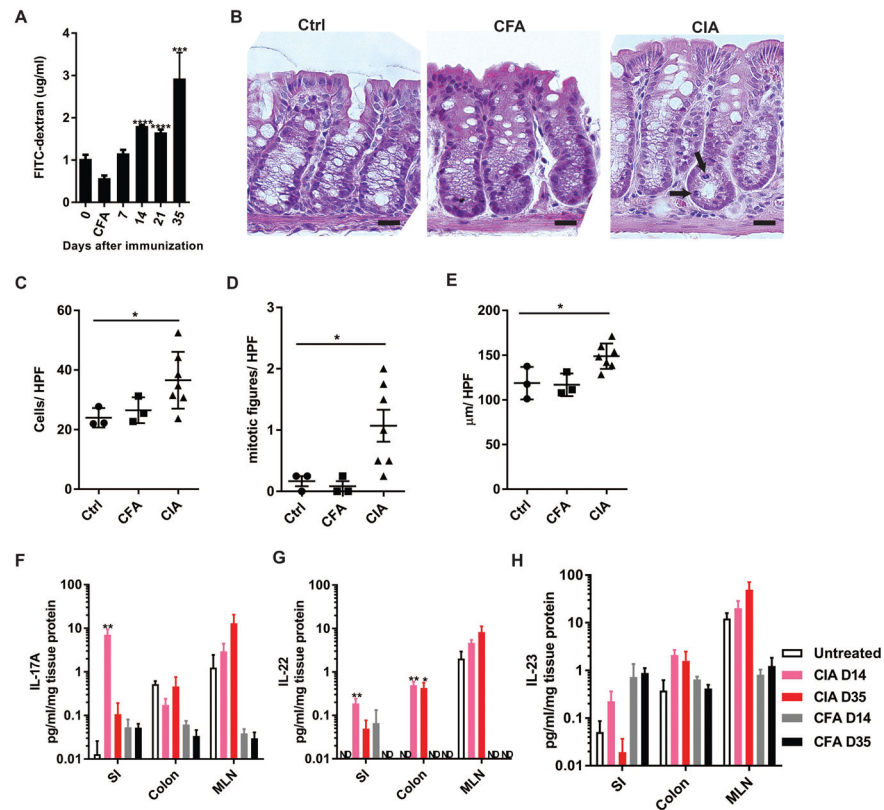 A
FITC-dextran (ug/ml)
4
3
2
1
0
***
****
****
0
CFA
7
14
21
35
Days after immunization
B
Ctrl
CFA
CIA
C
Cells/ HPF
60
40
20
0
*
Ctrl
CFA
CIA
D
mitotic figures/ HPF
3
2
1
0
*
Ctrl
CFA
CIA
E
µm/ HPF
200
150
100
50
0
*
Ctrl
CFA
CIA
F
IL-17A
pg/ml/mg tissue protein
100
10
1
0.1
0.01
**
SI
Colon
MLN
G
IL-22
pg/ml/mg tissue protein
100
10
1
0.1
0.01
**
** *
ND
ND
ND ND
ND ND
SI
Colon
MLN
H
IL-23
pg/ml/mg tissue protein
100
10
1
0.1
0.01
SI
Colon
MLN
Untreated
CIA D14
CIA D35
CFA D14
CFA D35